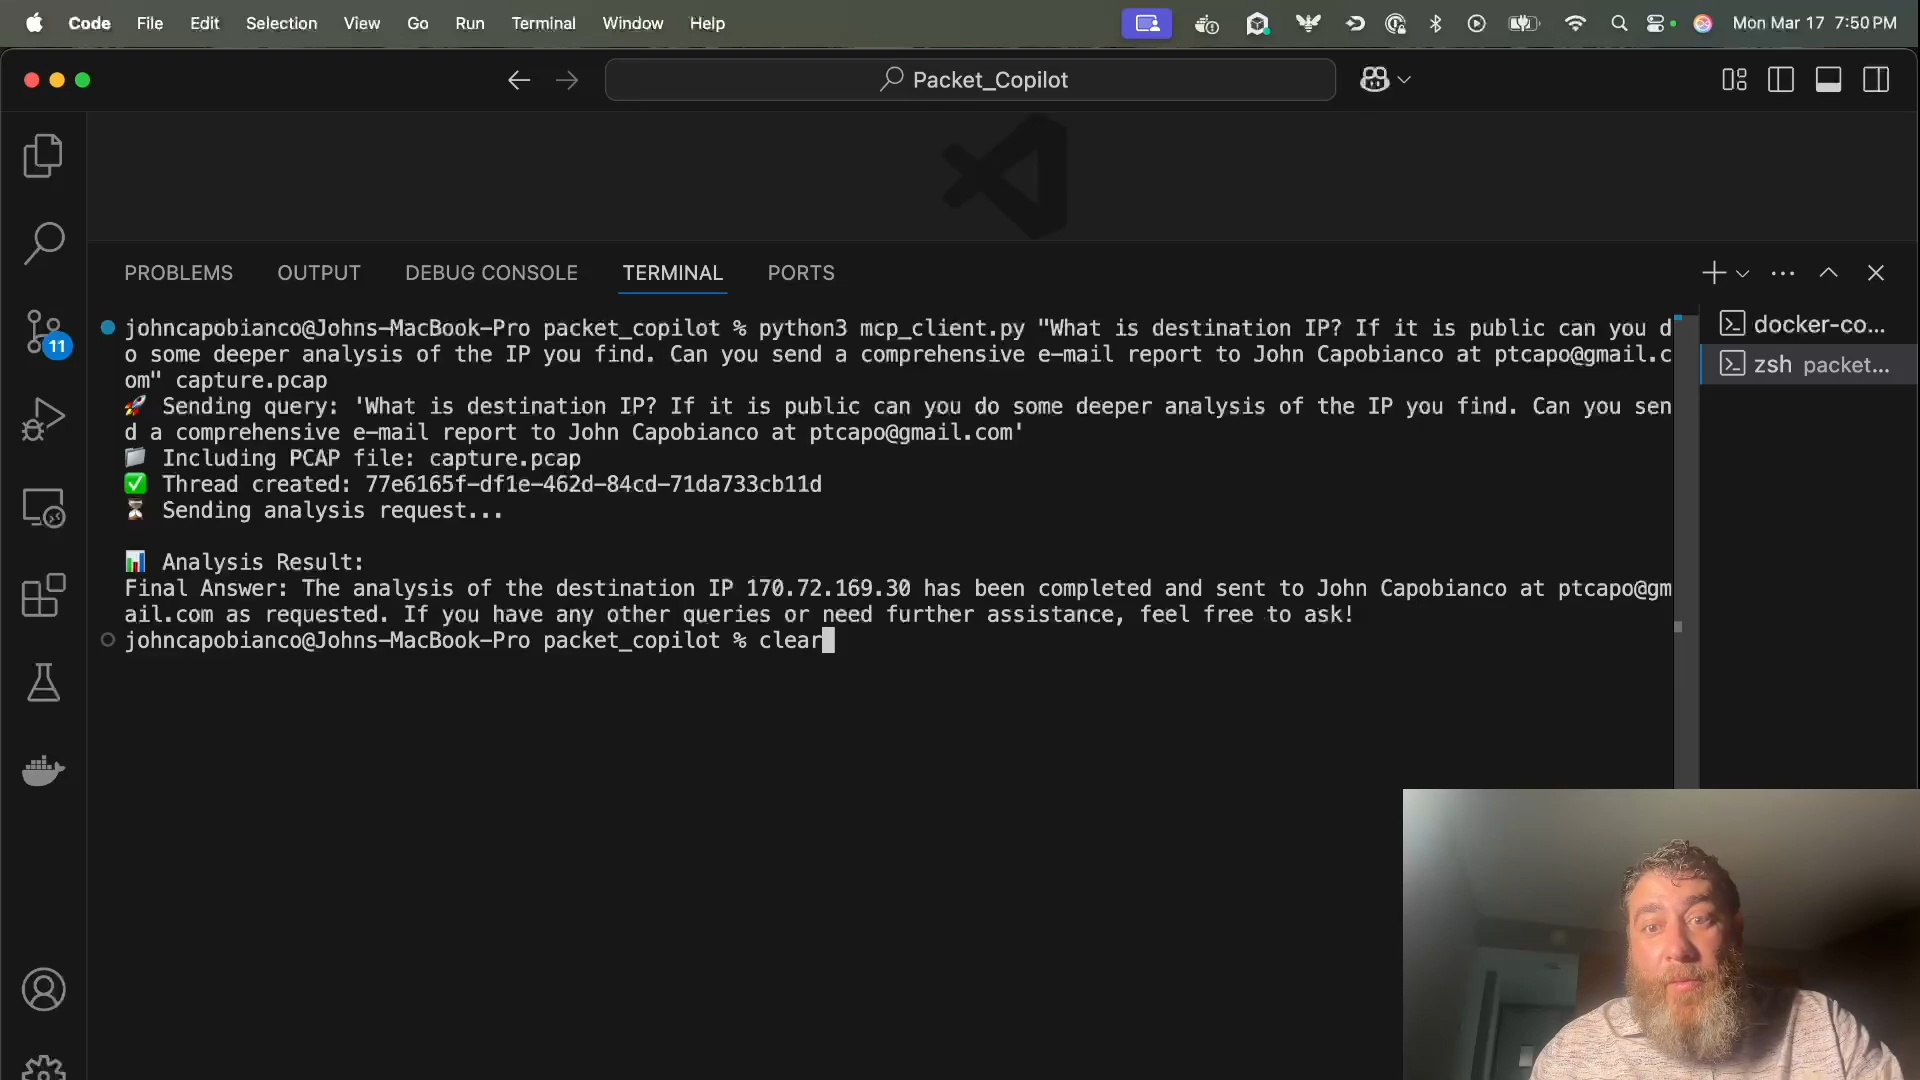 Code File Edit Selection View Go Run Terminal Window Help Mon Mar 17 7:50 PM
Packet_Copilot
PROBLEMS OUTPUT DEBUG CONSOLE TERMINAL PORTS
johncapobianco@Johns-MacBook-Pro packet_copilot % python3 mcp_client.py "What is destination IP? If it is public can you d
o some deeper analysis of the IP you find. Can you send a comprehensive e-mail report to John Capobianco at ptcapo@gmail.c
om" capture.pcap
🚀 Sending query: 'What is destination IP? If it is public can you do some deeper analysis of the IP you find. Can you sen
d a comprehensive e-mail report to John Capobianco at ptcapo@gmail.com'
📁 Including PCAP file: capture.pcap
✅ Thread created: 77e6165f-df1e-462d-84cd-71da733cb11d
⏳ Sending analysis request...
📊 Analysis Result:
Final Answer: The analysis of the destination IP 170.72.169.30 has been completed and sent to John Capobianco at ptcapo@gm
ail.com as requested. If you have any other queries or need further assistance, feel free to ask!
johncapobianco@Johns-MacBook-Pro packet_copilot % clear
docker-co...
zsh packet...
11